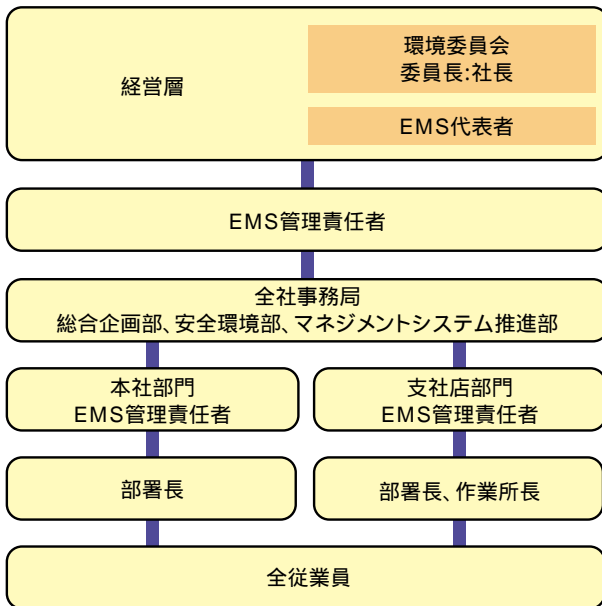 経営層
環境委員会
委員長:社長
EMS代表者
EMS管理責任者
全社事務局
総合企画部、安全環境部、マネジメントシステム推進部
本社部門
EMS管理責任者
支社店部門
EMS管理責任者
部署長
部署長、作業所長
全従業員